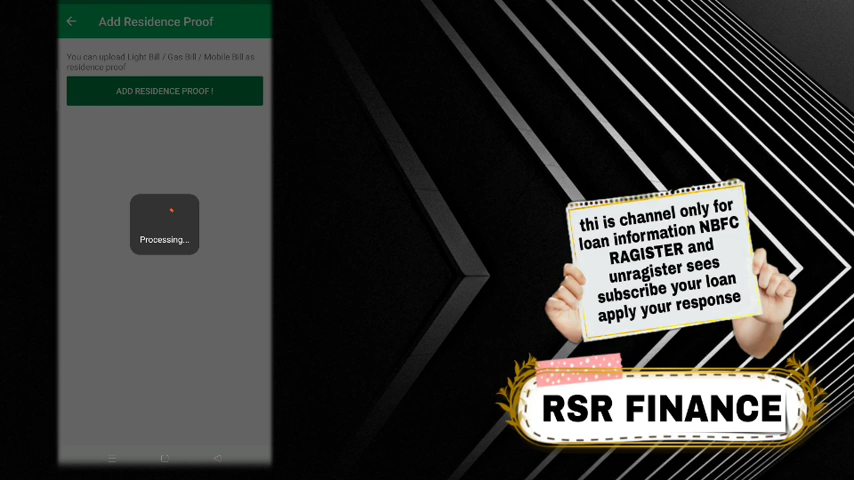 Add Residence Proof
You can upload Light Bill / Gas Bill / Mobile Bill as
residence proof
ADD RESIDENCE PROOF !
Processing...
thi is channel only for
loan information NBFC
RAGISTER and
unragister sees
subscribe your loan
apply your response
RSR FINANCE